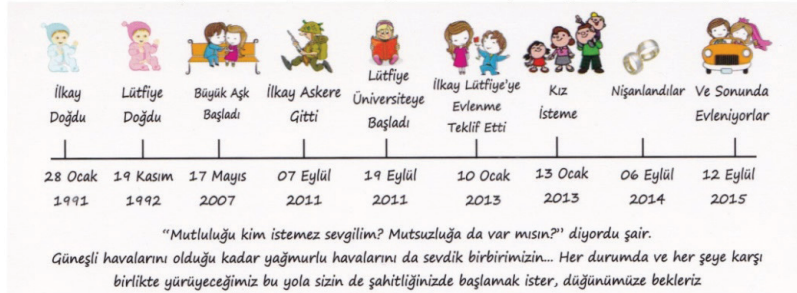 İlkay Doğdu
Lütfiye Doğdu
Büyük Aşk Başladı
İlkay Askere Gitti
Lütfiye Üniversiteye Başladı
İlkay Lütfiye'ye Evlenme Teklif Etti
Kız İsteme
Nişanlandılar
Ve Sonunda Evleniyorlar
28 Ocak 1991
19 Kasım 1992
17 Mayıs 2007
07 Eylül 2011
19 Eylül 2011
10 Ocak 2013
13 Ocak 2013
06 Eylül 2014
12 Eylül 2015
“Mutluluğu kim istemez sevgilim? Mutsuzluğa da var mısın?” diyordu şair.
Güneşli havalarını olduğu kadar yağmurlu havalarını da sevdik birbirimizin... Her durumda ve her şeye karşı
birlikte yürüyeceğimiz bu yola sizin de şahitliğinizde başlamak ister, düğünümüze bekleriz